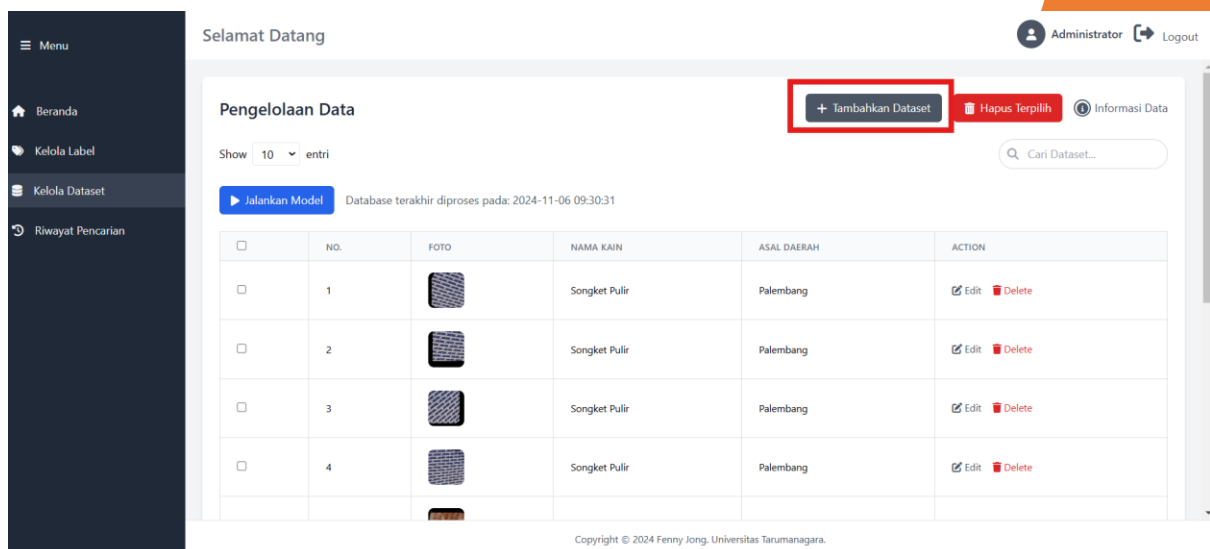 Menu
Beranda
Kelola Label
Kelola Dataset
Riwayat Pencarian
Selamat Datang
Administrator Logout
Pengelolaan Data
+ Tambahkan Dataset Hapus Terpilih Informasi Data
Show 10 entri
Cari Dataset...
Jalankan Model Database terakhir diproses pada: 2024-11-06 09:30:31
NO. FOTO NAMA KAIN ASAL DAERAH ACTION
1 Songket Pulir Palembang Edit Delete
2 Songket Pulir Palembang Edit Delete
3 Songket Pulir Palembang Edit Delete
4 Songket Pulir Palembang Edit Delete
Copyright © 2024 Fenny Jong. Universitas Tarumanagara.